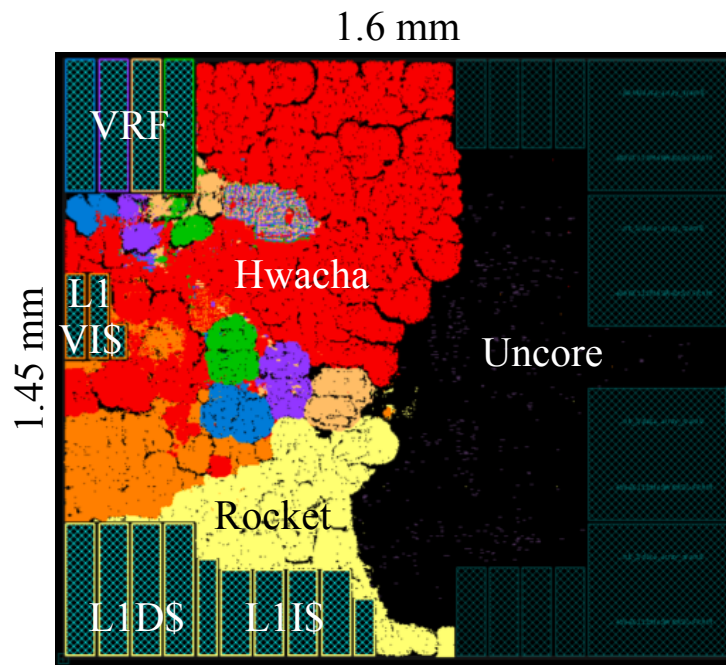 1.6 mm
VRF
Hwacha
L1
VI$
Uncore
1.45 mm
Rocket
L1D$
L1I$